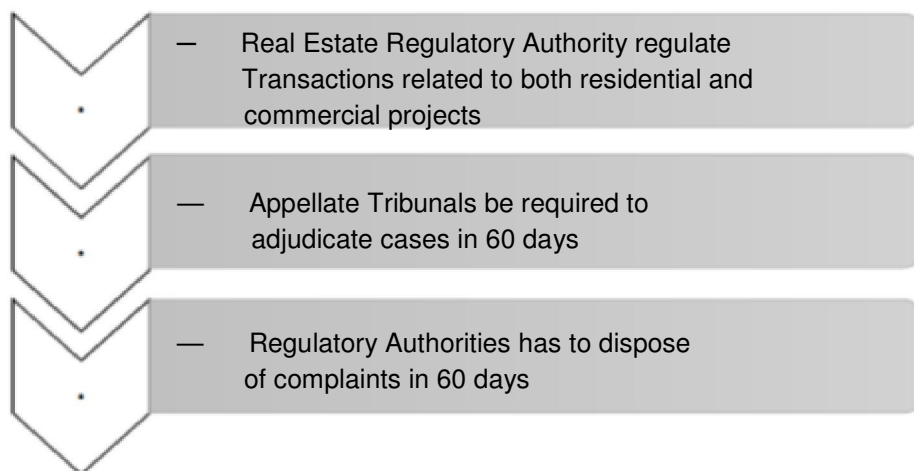 — Real Estate Regulatory Authority regulate
Transactions related to both residential and
commercial projects
— Appellate Tribunals be required to
adjudicate cases in 60 days
— Regulatory Authorities has to dispose
of complaints in 60 days